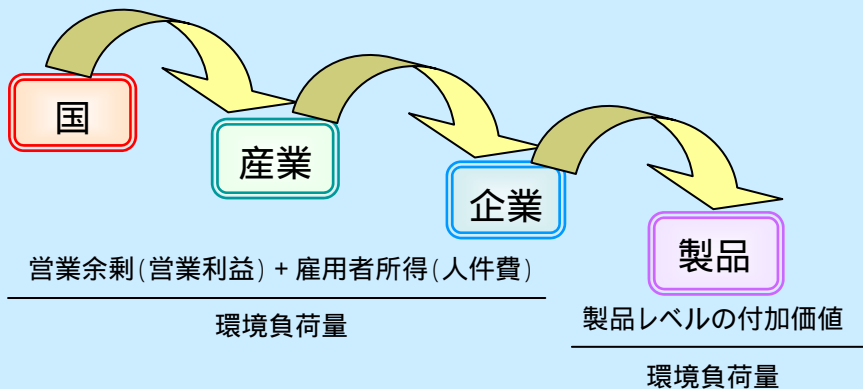 国
産業
企業
製品
営業余剰(営業利益) + 雇用者所得(人件費)
環境負荷量
製品レベルの付加価値
環境負荷量